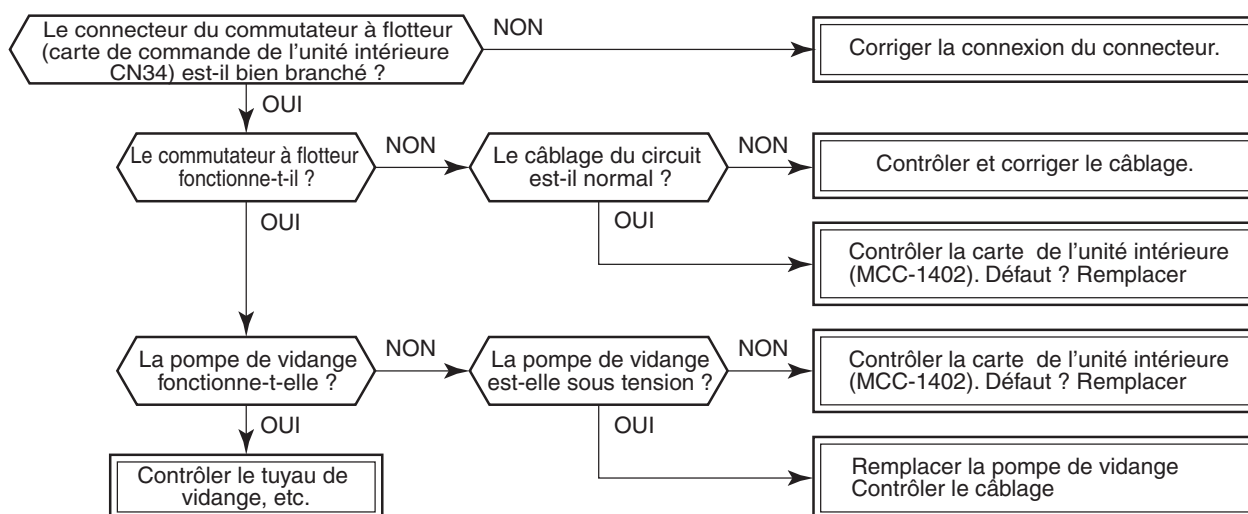 Le connecteur du commutateur à flotteur
(carte de commande de l'unité intérieure
CN34) est-il bien branché ?
NON
Corriger la connexion du connecteur.
OUI
Le commutateur à flotteur
fonctionne-t-il ?
NON
Le câblage du circuit
est-il normal ?
NON
Contrôler et corriger le câblage.
OUI
OUI
Contrôler la carte de l'unité intérieure
(MCC-1402). Défaut ? Remplacer
La pompe de vidange
fonctionne-t-elle ?
NON
La pompe de vidange
est-elle sous tension ?
NON
Contrôler la carte de l'unité intérieure
(MCC-1402). Défaut ? Remplacer
OUI
OUI
Contrôler le tuyau de
vidange, etc.
Remplacer la pompe de vidange
Contrôler le câblage